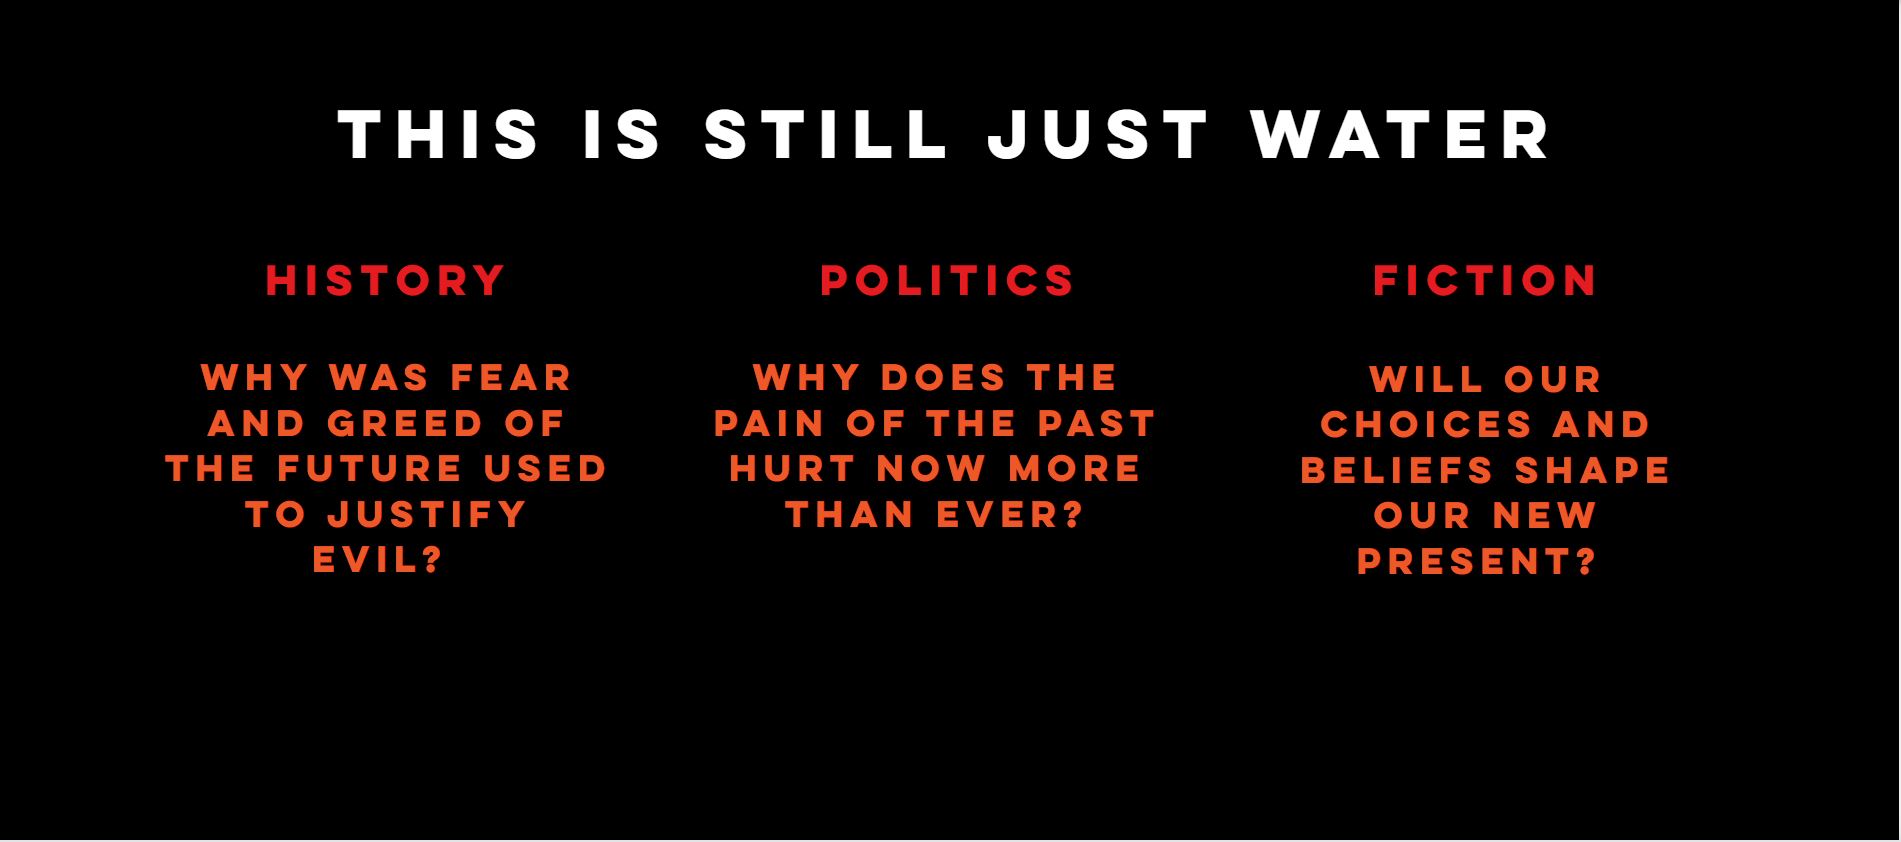 THIS IS STILL JUST WATER
HISTORY
WHY WAS FEAR
AND GREED OF
THE FUTURE USED
TO JUSTIFY
EVIL?
POLITICS
WHY DOES THE
PAIN OF THE PAST
HURT NOW MORE
THAN EVER?
FICTION
WILL OUR
CHOICES AND
BELIEFS SHAPE
OUR NEW
PRESENT?